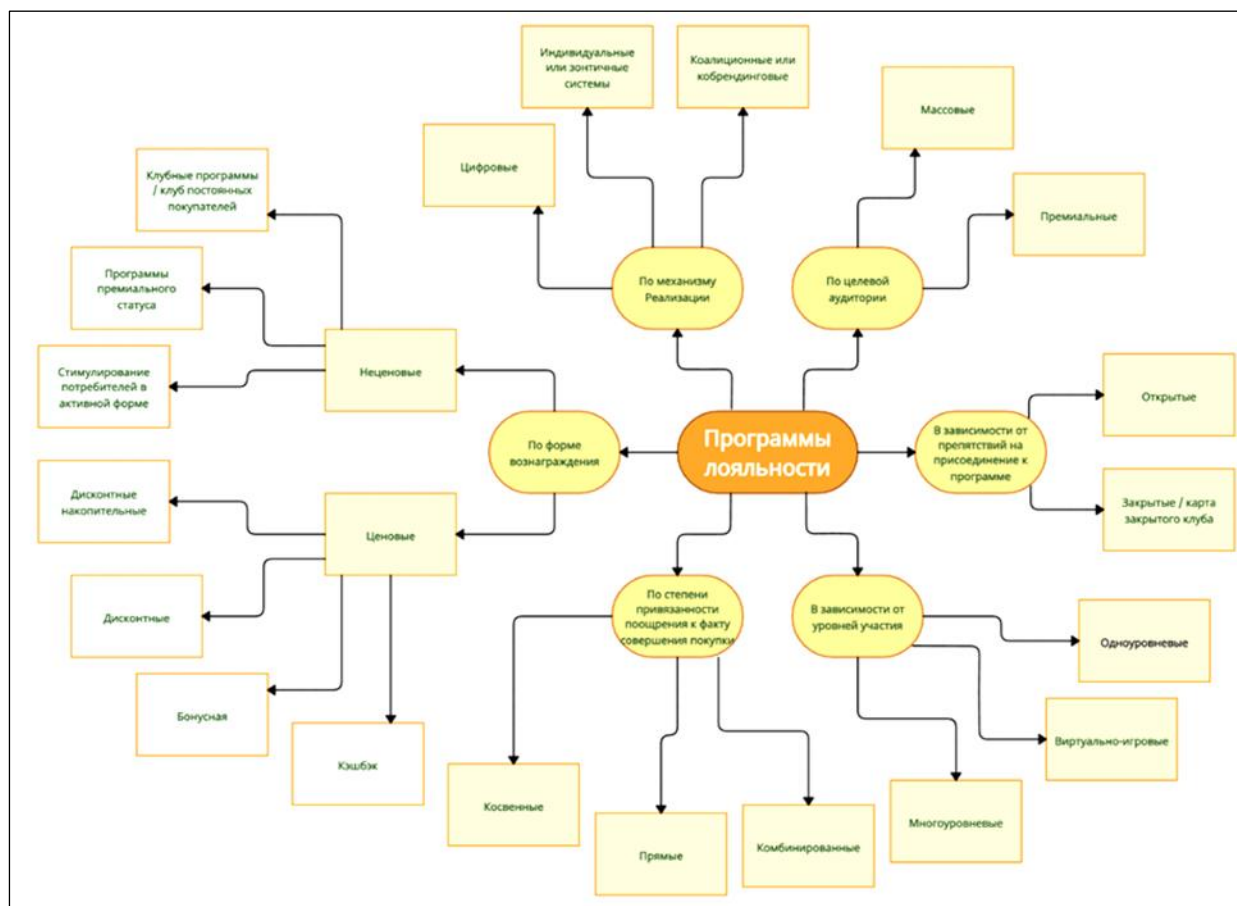 Индивидуальные
или зонтичные
системы
Коалиционные или
кобрендинговые
Массовые
Цифровые
Клубные программы
/ клуб постоянных
покупателей
Премиальные
Программы
премиального
статуса
По механизму
Реализации
По целевой
аудитории
Стимулирование
потребителей в
активной форме
Неценовые
Открытые
По форме
вознаграждения
Программы
лояльности
В зависимости от
препятствий на
присоединение к
программе
Дисконтные
накопительные
Ценовые
Закрытые / карта
закрытого клуба
Дисконтные
По степени
привязанности
поощрения к факту
совершения покупки
В зависимости от
уровней участия
Одноуровневые
Бонусная
Кэшбэк
Виртуально-игровые
Косвенные
Прямые
Комбинированные
Многоуровневые